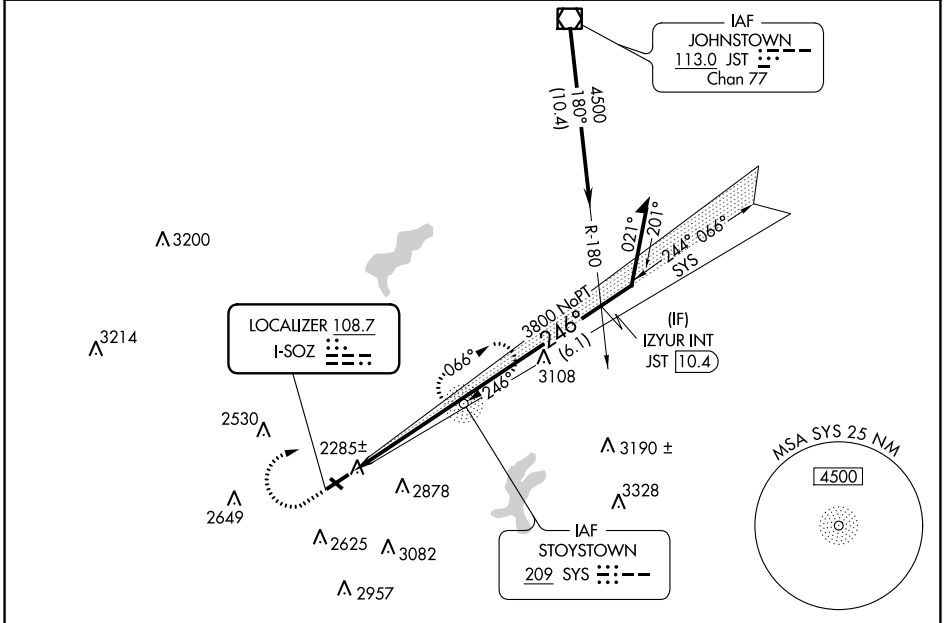 IAF
JOHNSTOWN
113.0 JST
Chan 77
4500
180°
(10.4)
R-180
021°
201°
244° 066°
SYS
3200
3214
3800 NoPT
246°
(6.1)
(IF)
IZYUR INT
JST 10.4
LOCALIZER 108.7
I-SOZ
066°
246°
3108
2530
2285±
2878
3190 ±
3328
2649
2625
3082
2957
IAF
STOYSTOWN
209 SYS
MSA SYS 25 NM
4500